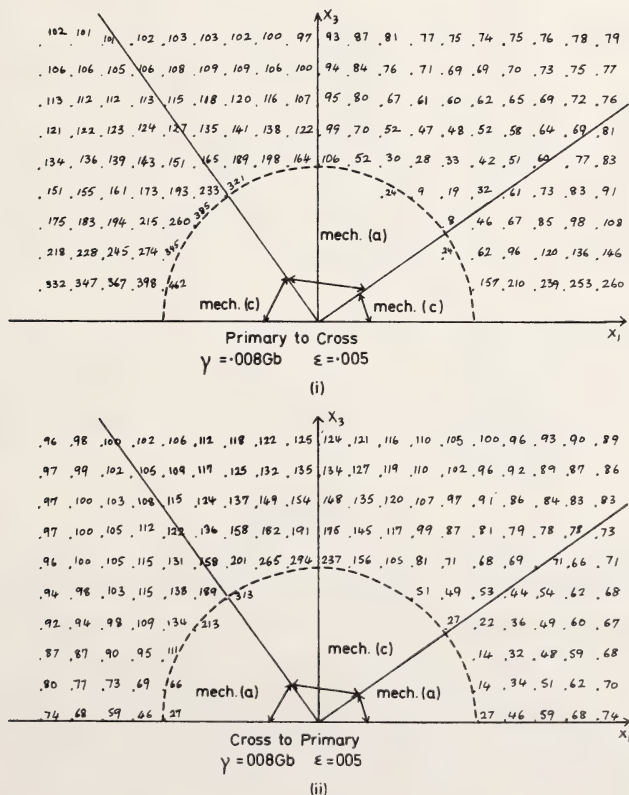 X₃
.102 .101 .101 .102 .103 .103 .102 .100 .97 .93 .87 .81 .77 .75 .74 .75 .76 .78 .79
.106 .106 .105 .106 .108 .109 .109 .106 .100 .94 .84 .76 .71 .69 .69 .70 .73 .75 .77
.113 .112 .112 .113 .115 .118 .120 .116 .107 .95 .80 .67 .61 .60 .62 .65 .69 .72 .76
.121 .122 .123 .124 .127 .135 .141 .138 .122 .99 .70 .52 .47 .48 .52 .58 .64 .69 .81
.134 .136 .139 .143 .151 .165 .189 .198 .164 .106 .52 .30 .28 .33 .42 .51 .60 .77 .83
.151 .155 .161 .173 .193 .233 .321 .24 .9 .19 .32 .61 .73 .83 .91
.175 .183 .194 .215 .260 .385 .8 .46 .67 .85 .98 .108
mech.(a)
.218 .228 .245 .274 .345 .24 .62 .96 .120 .136 .146
.332 .347 .367 .398 .462 .157 .210 .239 .253 .260
mech.(c) mech.(c)
X₁
Primary to Cross
γ =·008Gb ε =·005
(i)
X₃
.96 .98 .100 .102 .106 .112 .118 .122 .125 .124 .121 .116 .110 .105 .100 .96 .93 .90 .89
.97 .99 .102 .105 .109 .117 .125 .132 .135 .134 .127 .119 .110 .102 .96 .92 .89 .87 .86
.97 .100 .103 .108 .115 .124 .137 .149 .154 .148 .135 .120 .107 .97 .91 .86 .84 .83 .83
.97 .100 .105 .112 .122 .136 .158 .182 .191 .176 .145 .117 .99 .87 .81 .79 .78 .78 .73
.96 .100 .105 .115 .131 .158 .201 .265 .294 .237 .156 .105 .81 .71 .68 .69 .71 .66 .71
.94 .98 .103 .115 .138 .189 .313 .51 .49 .53 .44 .54 .62 .68
.92 .94 .98 .109 .134 .213 .27 .22 .36 .49 .60 .67
mech.(c)
.87 .87 .90 .95 .111 .14 .32 .48 .59 .68
.80 .77 .73 .69 .66 .14 .34 .51 .62 .70
mech.(a) mech.(a)
.74 .68 .59 .46 .27 .27 .46 .59 .68 .74
X₁
Cross to Primary
γ =008Gb ε =005
(ii)